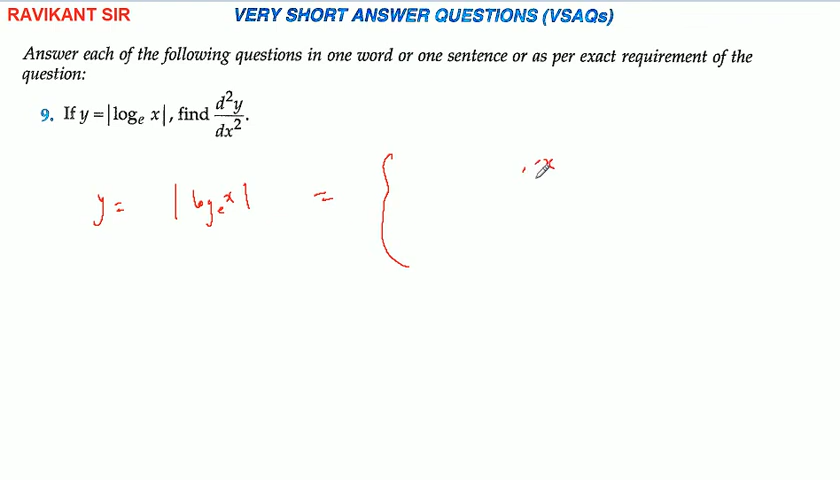 RAVIKANT SIR VERY SHORT ANSWER QUESTIONS (VSAQs)
Answer each of the following questions in one word or one sentence or as per exact requirement of the
question:
9. If y = |logₑ x|, find d²y/dx².
y = |logₑx| = { , x